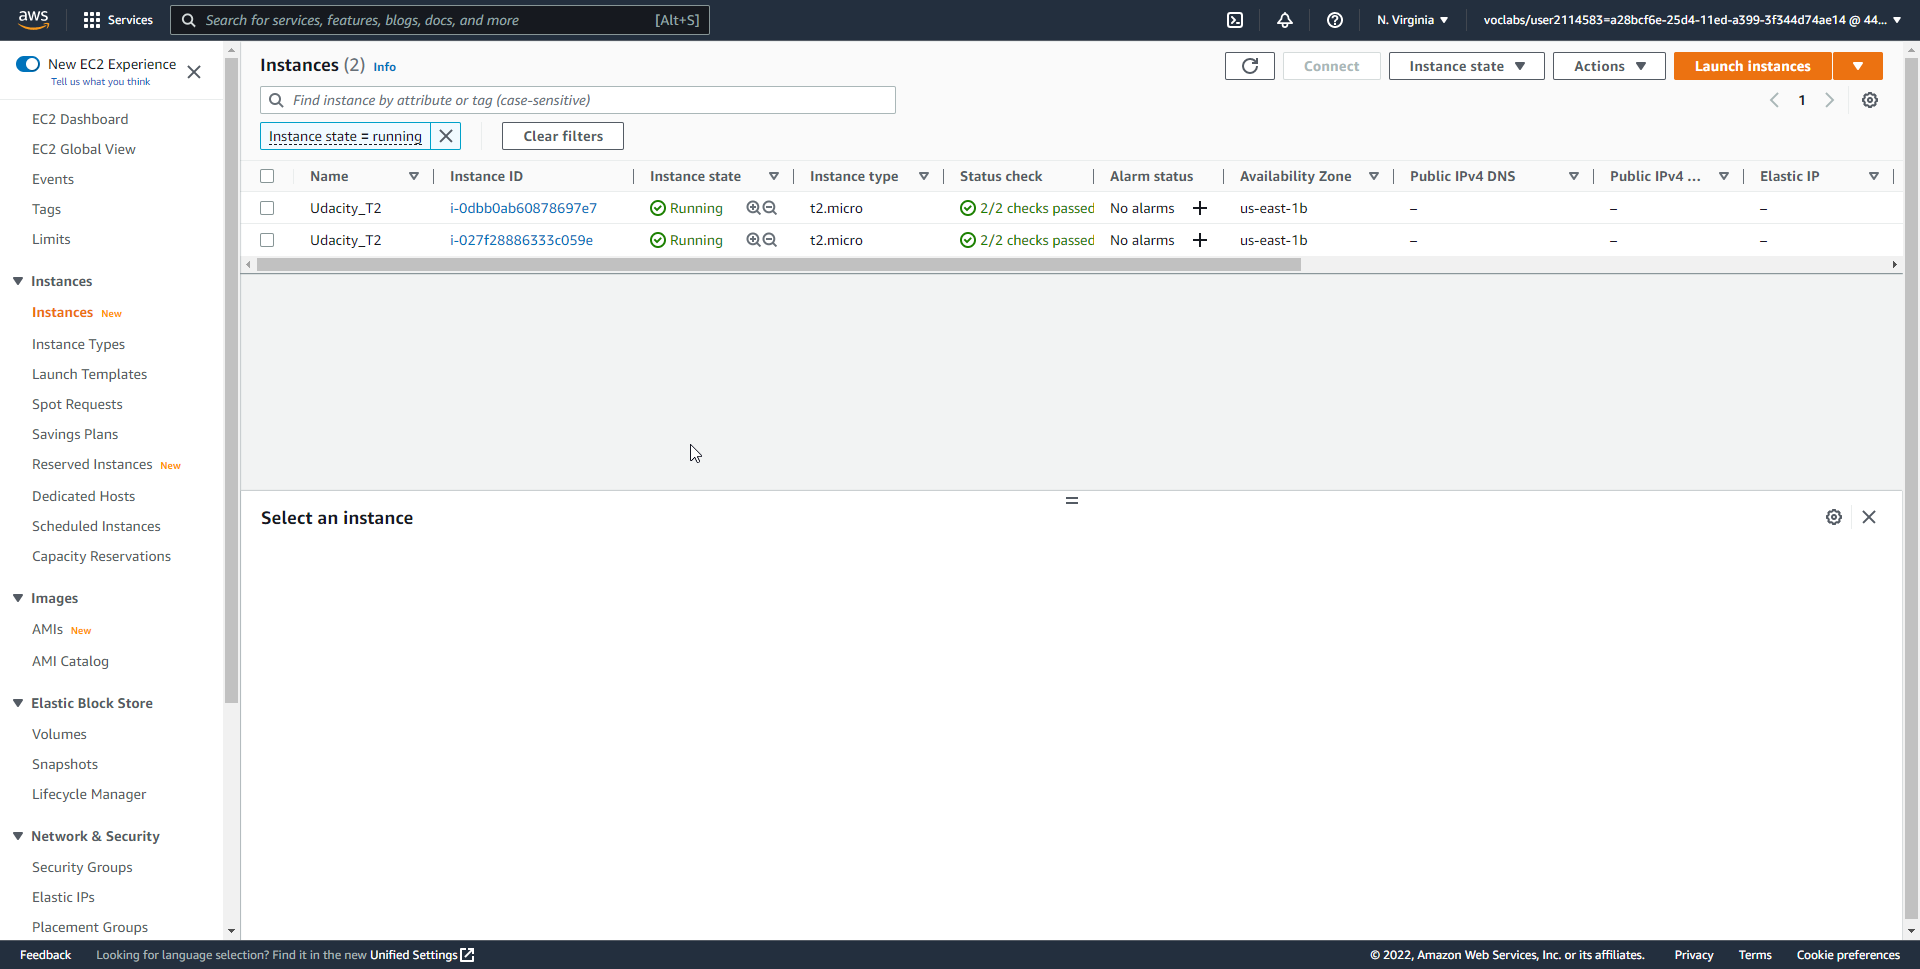 aws
Services
Search for services, features, blogs, docs, and more [Alt+S]
N. Virginia
voclabs/user2114583=a28bcf6e-25d4-11ed-a399-3f344d74ae14 @ 44...
New EC2 Experience
Tell us what you think
EC2 Dashboard
EC2 Global View
Events
Tags
Limits
Instances
Instances New
Instance Types
Launch Templates
Spot Requests
Savings Plans
Reserved Instances New
Dedicated Hosts
Scheduled Instances
Capacity Reservations
Images
AMIs New
AMI Catalog
Elastic Block Store
Volumes
Snapshots
Lifecycle Manager
Network & Security
Security Groups
Elastic IPs
Placement Groups
Instances (2) Info
Connect
Instance state
Actions
Launch instances
Find instance by attribute or tag (case-sensitive)
1
Instance state = running
Clear filters
Name Instance ID Instance state Instance type Status check Alarm status Availability Zone Public IPv4 DNS Public IPv4 ... Elastic IP
Udacity_T2 i-0dbb0ab60878697e7 Running t2.micro 2/2 checks passed No alarms + us-east-1b – – –
Udacity_T2 i-027f28886333c059e Running t2.micro 2/2 checks passed No alarms + us-east-1b – – –
Select an instance
Feedback
Looking for language selection? Find it in the new Unified Settings
© 2022, Amazon Web Services, Inc. or its affiliates.
Privacy
Terms
Cookie preferences